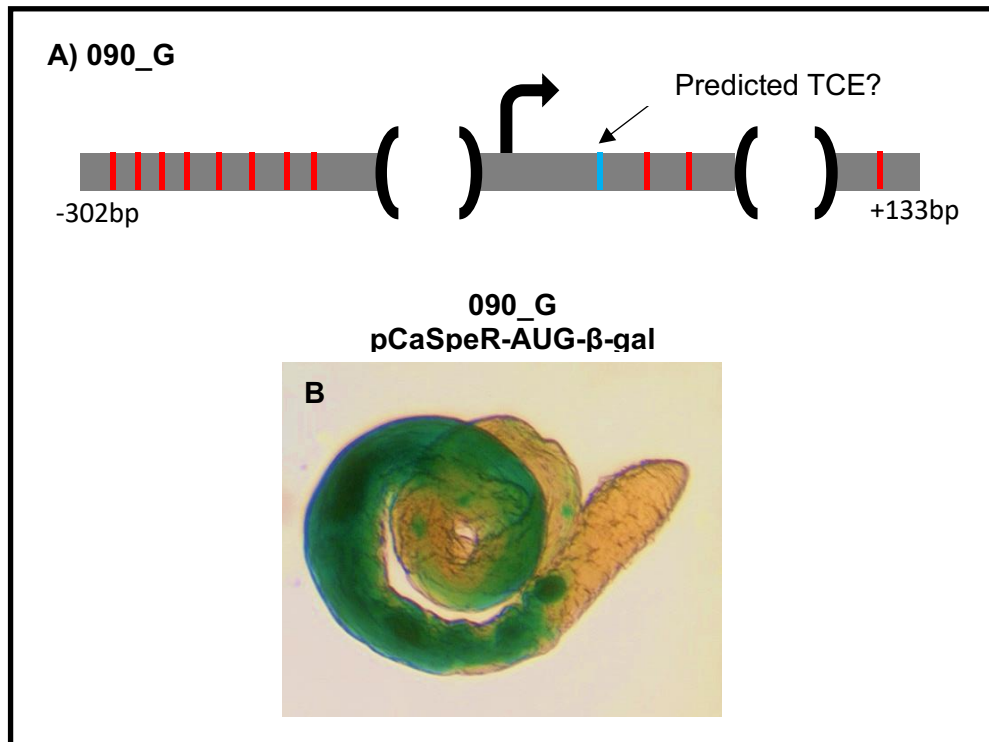 A) 090_G
Predicted TCE?
-302bp
+133bp
090_G
pCaSpeR-AUG-β-gal
B